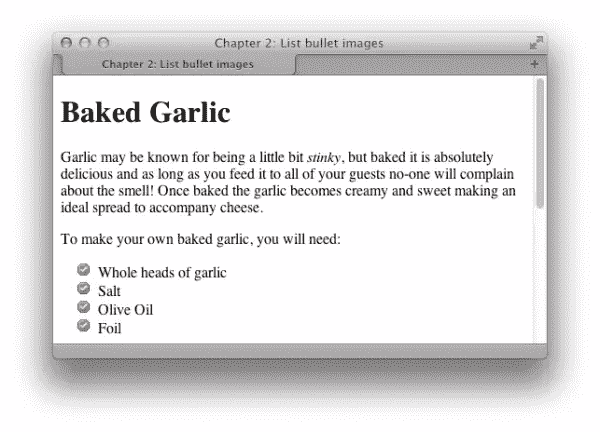 Chapter 2: List bullet images
Chapter 2: List bullet images
Baked Garlic
Garlic may be known for being a little bit stinky, but baked it is absolutely
delicious and as long as you feed it to all of your guests no-one will complain
about the smell! Once baked the garlic becomes creamy and sweet making an
ideal spread to accompany cheese.
To make your own baked garlic, you will need:
Whole heads of garlic
Salt
Olive Oil
Foil